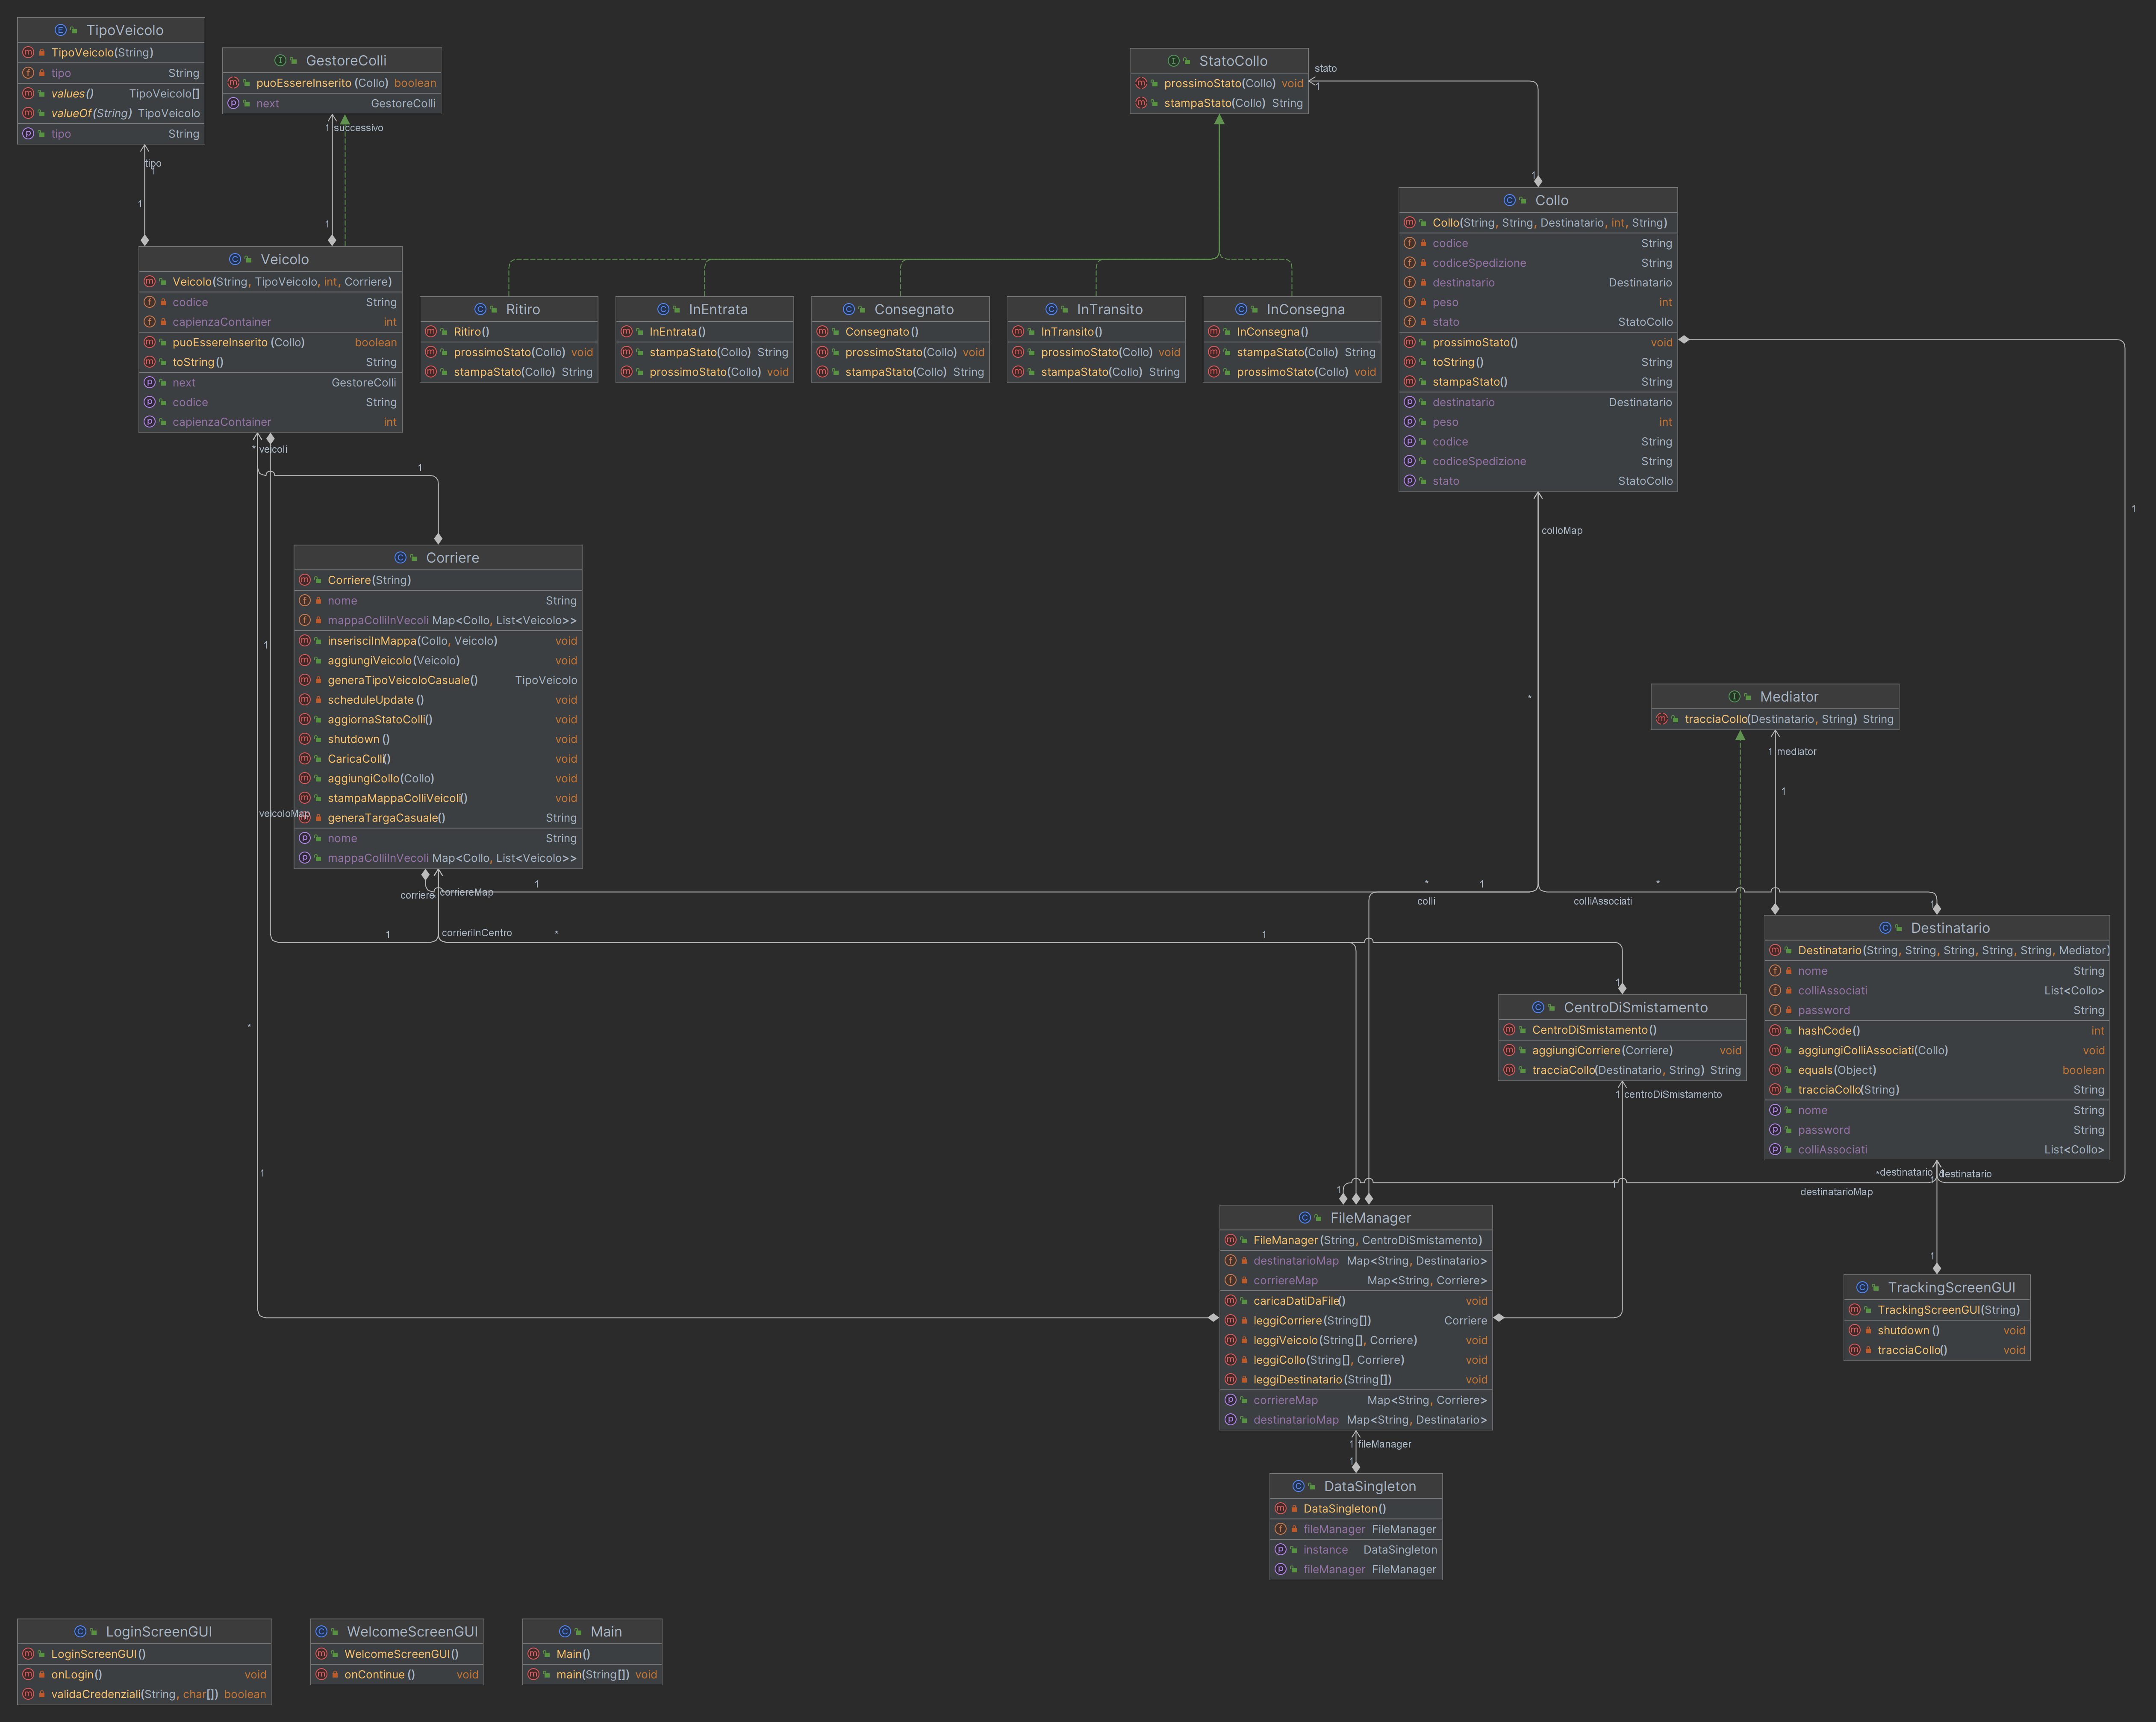 TipoVeicolo
TipoVeicolo(String)
tipo String
values() TipoVeicolo[]
valueOf(String) TipoVeicolo
tipo String
GestoreColli
puoEssereInserito (Collo) boolean
next GestoreColli
1 successivo
StatoCollo
prossimoStato(Collo) void
stampaStato(Collo) String
stato
1
tipo
1
1
1
1
Collo
Collo(String, String, Destinatario, int, String)
codice String
codiceSpedizione String
destinatario Destinatario
peso int
stato StatoCollo
prossimoStato() void
toString() String
stampaStato() String
destinatario Destinatario
peso int
codice String
codiceSpedizione String
stato StatoCollo
Veicolo
Veicolo(String, TipoVeicolo, int, Corriere)
codice String
capienzaContainer int
puoEssereInserito (Collo) boolean
toString() String
next GestoreColli
codice String
capienzaContainer int
Ritiro
Ritiro()
prossimoStato(Collo) void
stampaStato(Collo) String
InEntrata
InEntrata()
stampaStato(Collo) String
prossimoStato(Collo) void
Consegnato
Consegnato()
prossimoStato(Collo) void
stampaStato(Collo) String
InTransito
InTransito()
prossimoStato(Collo) void
stampaStato(Collo) String
InConsegna
InConsegna()
stampaStato(Collo) String
prossimoStato(Collo) void
* veicoli
1
1
colloMap
Corriere
Corriere(String)
nome String
mappaColliInVecoli Map<Collo, List<Veicolo>>
inserisciInMappa(Collo, Veicolo) void
aggiungiVeicolo(Veicolo) void
generaTipoVeicoloCasuale() TipoVeicolo
scheduleUpdate () void
aggiornaStatoColli() void
shutdown () void
CaricaColli() void
aggiungiCollo(Collo) void
stampaMappaColliVeicoli() void
generaTargaCasuale() String
nome String
mappaColliInVecoli Map<Collo, List<Veicolo>>
1
veicoloMap
*
Mediator
tracciaCollo(Destinatario, String) String
1 mediator
1
corriere
corriereMap
1
*
1
*
colli
colliAssociati
1
1
corrieriInCentro
*
1
1
Destinatario
Destinatario(String, String, String, String, String, Mediator)
nome String
colliAssociati List<Collo>
password String
hashCode() int
aggiungiColliAssociati(Collo) void
equals(Object) boolean
tracciaCollo(String) String
nome String
password String
colliAssociati List<Collo>
CentroDiSmistamento
CentroDiSmistamento()
aggiungiCorriere(Corriere) void
tracciaCollo(Destinatario, String) String
1 centroDiSmistamento
*
1
*destinatario
destinatario
1
1
destinatarioMap
1
FileManager
FileManager(String, CentroDiSmistamento)
destinatarioMap Map<String, Destinatario>
corriereMap Map<String, Corriere>
caricaDatiDaFile() void
leggiCorriere(String[]) Corriere
leggiVeicolo(String[], Corriere) void
leggiCollo(String[], Corriere) void
leggiDestinatario(String[]) void
corriereMap Map<String, Corriere>
destinatarioMap Map<String, Destinatario>
1
TrackingScreenGUI
TrackingScreenGUI(String)
shutdown () void
tracciaCollo() void
1 fileManager
1
DataSingleton
DataSingleton()
fileManager FileManager
instance DataSingleton
fileManager FileManager
LoginScreenGUI
LoginScreenGUI()
onLogin() void
validaCredenziali(String, char[]) boolean
WelcomeScreenGUI
WelcomeScreenGUI()
onContinue () void
Main
Main()
main(String[]) void